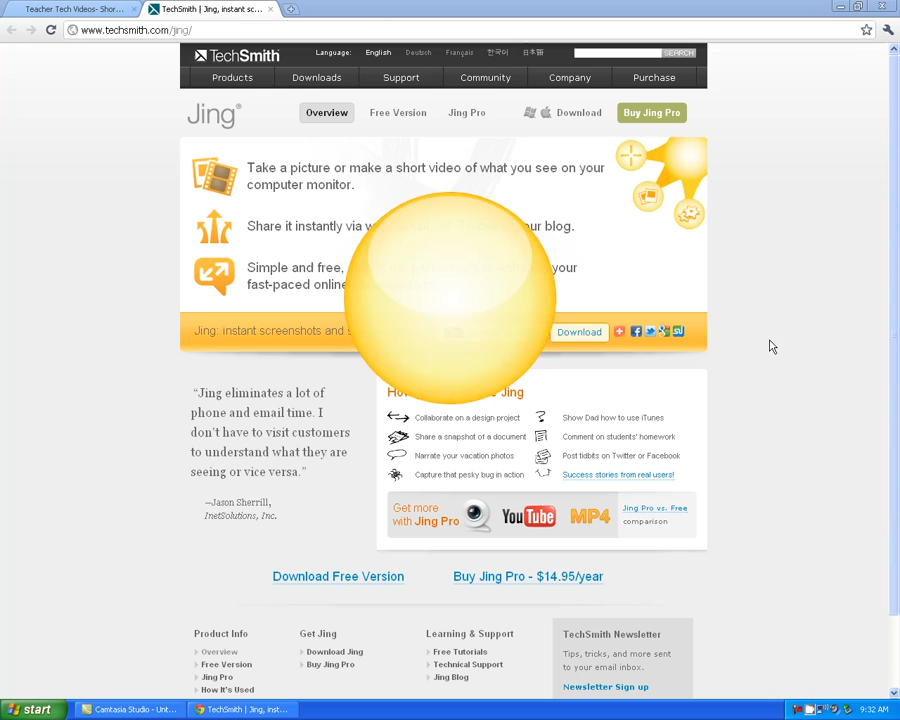 Teacher Tech Videos- Shor...
TechSmith | Jing, instant sc...
www.techsmith.com/jing/
TechSmith
Language: English Deutsch Français 한국어 日本語
SEARCH
Products Downloads Support Community Company Purchase
Jing®
Overview Free Version Jing Pro Download Buy Jing Pro
Take a picture or make a short video of what you see on your
computer monitor.
Share it instantly via ur blog.
Simple and free, your
fast-paced online
Jing: instant screenshots and s
Download
“Jing eliminates a lot of
phone and email time. I
don’t have to visit customers
to understand what they are
seeing or vice versa.”
—Jason Sherrill,
InetSolutions, Inc.
Jing
Collaborate on a design project
Share a snapshot of a document
Narrate your vacation photos
Capture that pesky bug in action
Show Dad how to use iTunes
Comment on students' homework
Post tidbits on Twitter or Facebook
Success stories from real users!
Get more
with Jing Pro
YouTube
MP4
Jing Pro vs. Free
comparison
Download Free Version
Buy Jing Pro - $14.95/year
Product Info
Overview
Free Version
Jing Pro
How It's Used
Get Jing
Download Jing
Buy Jing Pro
Learning & Support
Free Tutorials
Technical Support
Jing Blog
TechSmith Newsletter
Tips, tricks, and more sent
to your email inbox.
Newsletter Sign up
start
Camtasia Studio - Unt...
TechSmith | Jing, inst...
9:32 AM